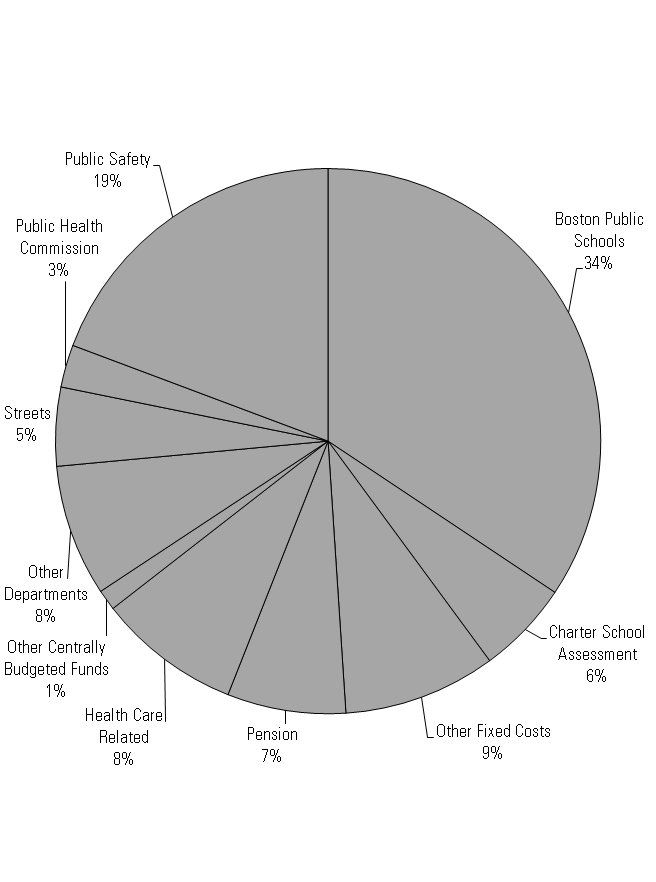 Public Safety
19%
Boston Public
Schools
34%
Public Health
Commission
3%
Streets
5%
Other
Departments
8%
Other Centrally
Budgeted Funds
1%
Health Care
Related
8%
Pension
7%
Other Fixed Costs
9%
Charter School
Assessment
6%